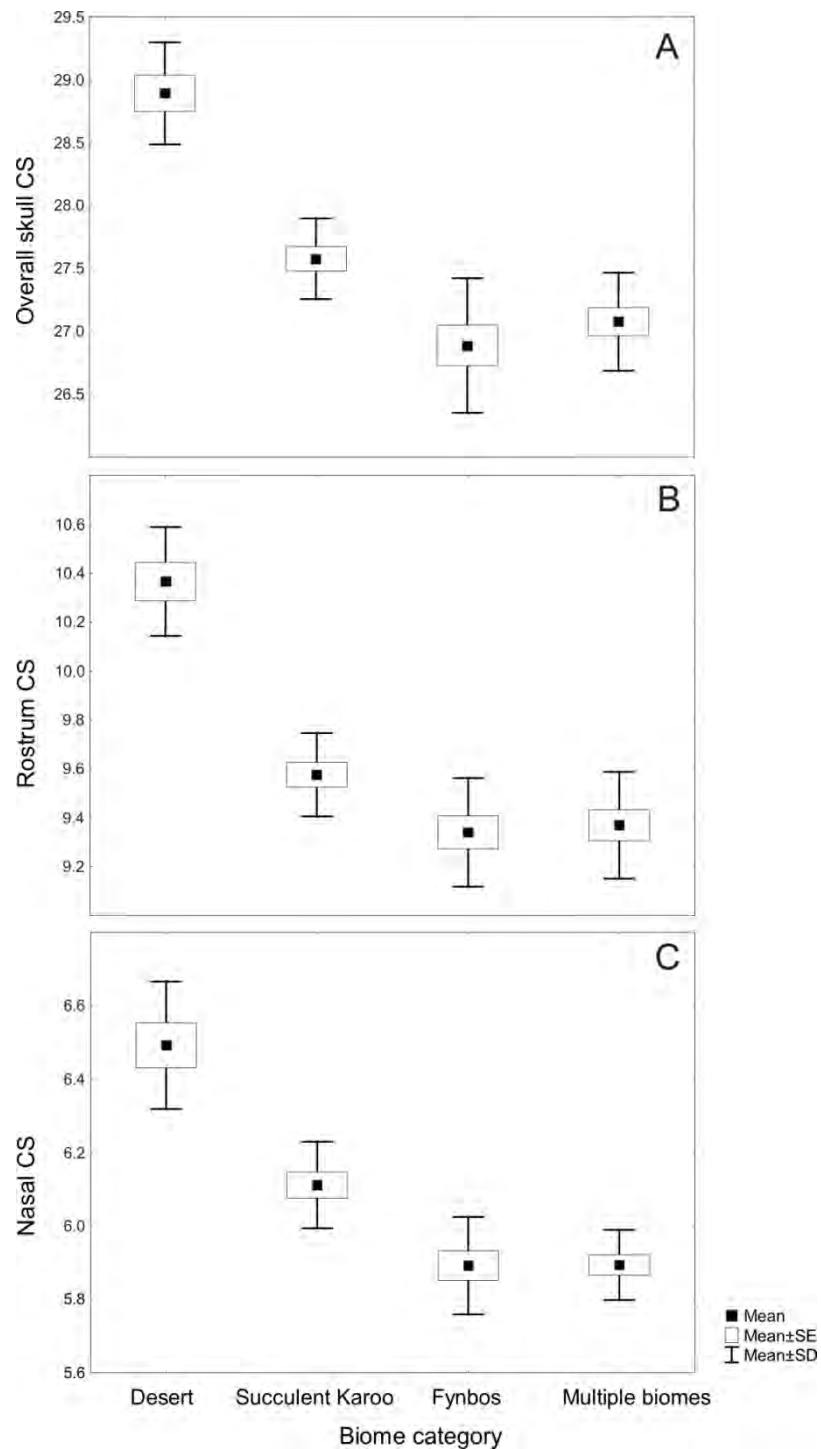 A
Overall skull CS
29.5
29.0
28.5
28.0
27.5
27.0
26.5
B
Rostrum CS
10.6
10.4
10.2
10.0
9.8
9.6
9.4
9.2
C
Nasal CS
6.6
6.4
6.2
6.0
5.8
5.6
Desert Succulent Karoo Fynbos Multiple biomes
Biome category
Mean
Mean±SE
Mean±SD